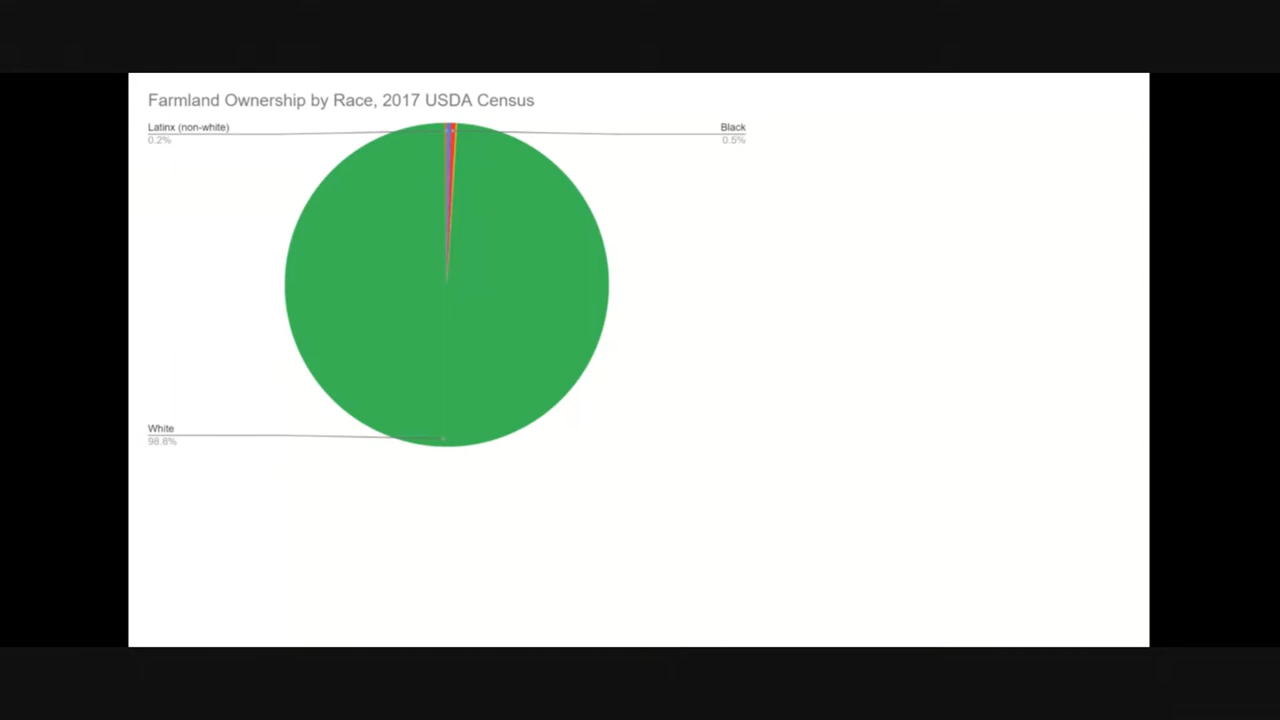 Farmland Ownership by Race, 2017 USDA Census
Latinx (non-white)
0.2%
Black
0.5%
White
98.8%